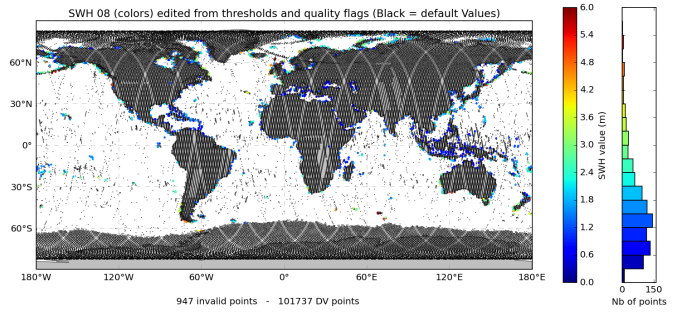 SWH 08 (colors) edited from thresholds and quality flags (Black = default Values)
60°N
30°N
0°
30°S
60°S
180°W
120°W
60°W
0°
60°E
120°E
180°E
947 invalid points - 101737 DV points
6.0
5.4
4.8
4.2
3.6
3.0
2.4
1.8
1.2
0.6
0.0
SWH value (m)
0
150
Nb of points